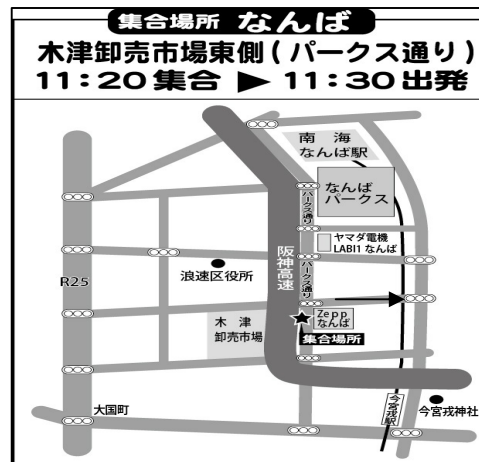 集合場所 なんば
木津卸売市場東側(パークス通り)
11:20集合 ▶ 11:30出発
南海
なんば駅
なんば
パークス
パークス通り
ヤマダ電機
LABI1 なんば
阪神高速
パークス通り
浪速区役所
R25
木津
卸売市場
Zepp
なんば
集合場所
大国町
今宮戎駅
今宮戎神社